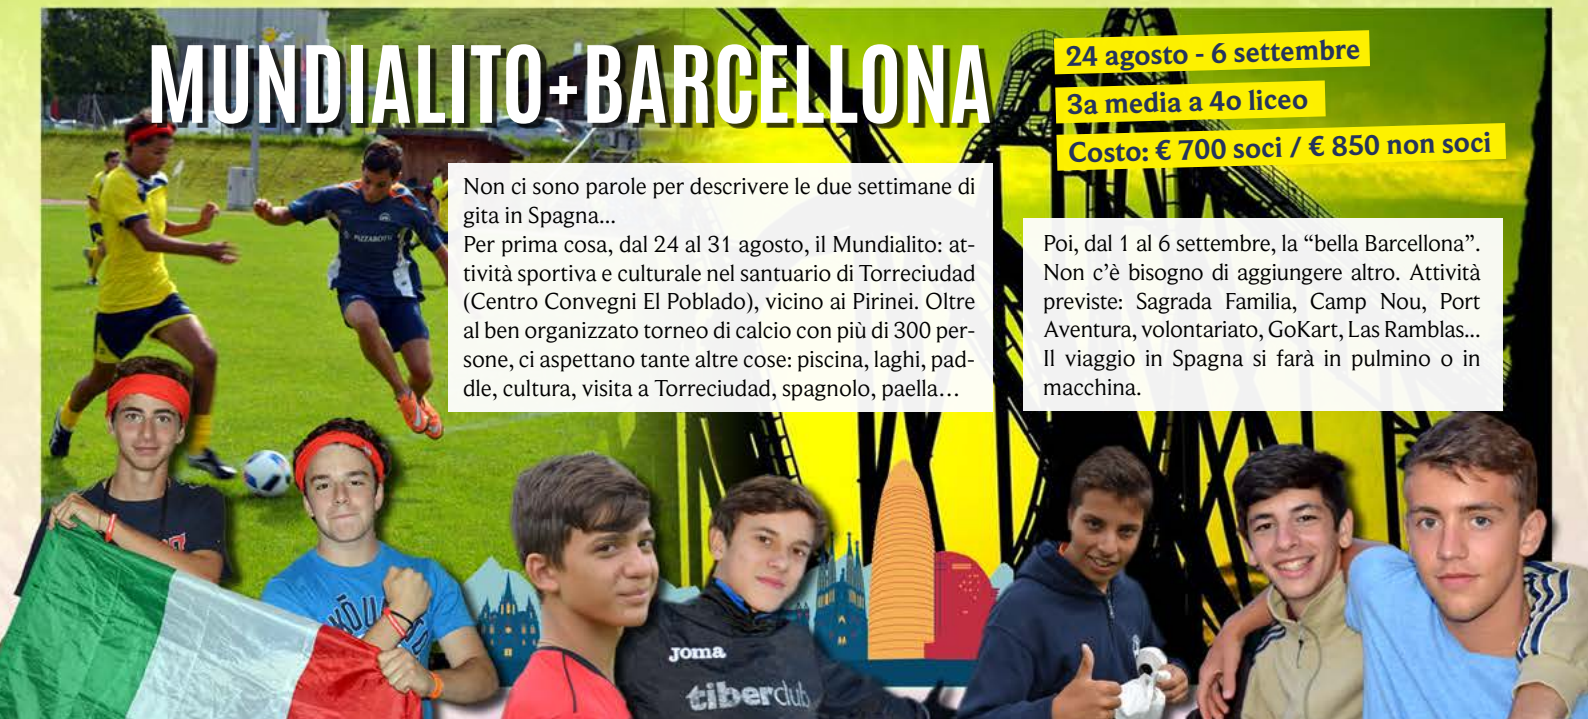 MUNDIALITO+BARCELLONA
24 agosto - 6 settembre
3a media a 4o liceo
Costo: € 700 soci / € 850 non soci
Non ci sono parole per descrivere le due settimane di
gita in Spagna...
Per prima cosa, dal 24 al 31 agosto, il Mundialito: at-
tività sportiva e culturale nel santuario di Torreciudad
(Centro Convegni El Poblado), vicino ai Pirinei. Oltre
al ben organizzato torneo di calcio con più di 300 per-
sone, ci aspettano tante altre cose: piscina, laghi, pad-
dle, cultura, visita a Torreciudad, spagnolo, paella…
Poi, dal 1 al 6 settembre, la “bella Barcellona”.
Non c’è bisogno di aggiungere altro. Attività
previste: Sagrada Familia, Camp Nou, Port
Aventura, volontariato, GoKart, Las Ramblas...
Il viaggio in Spagna si farà in pulmino o in
macchina.
PIZZAROTTI
Joma
tiberclub